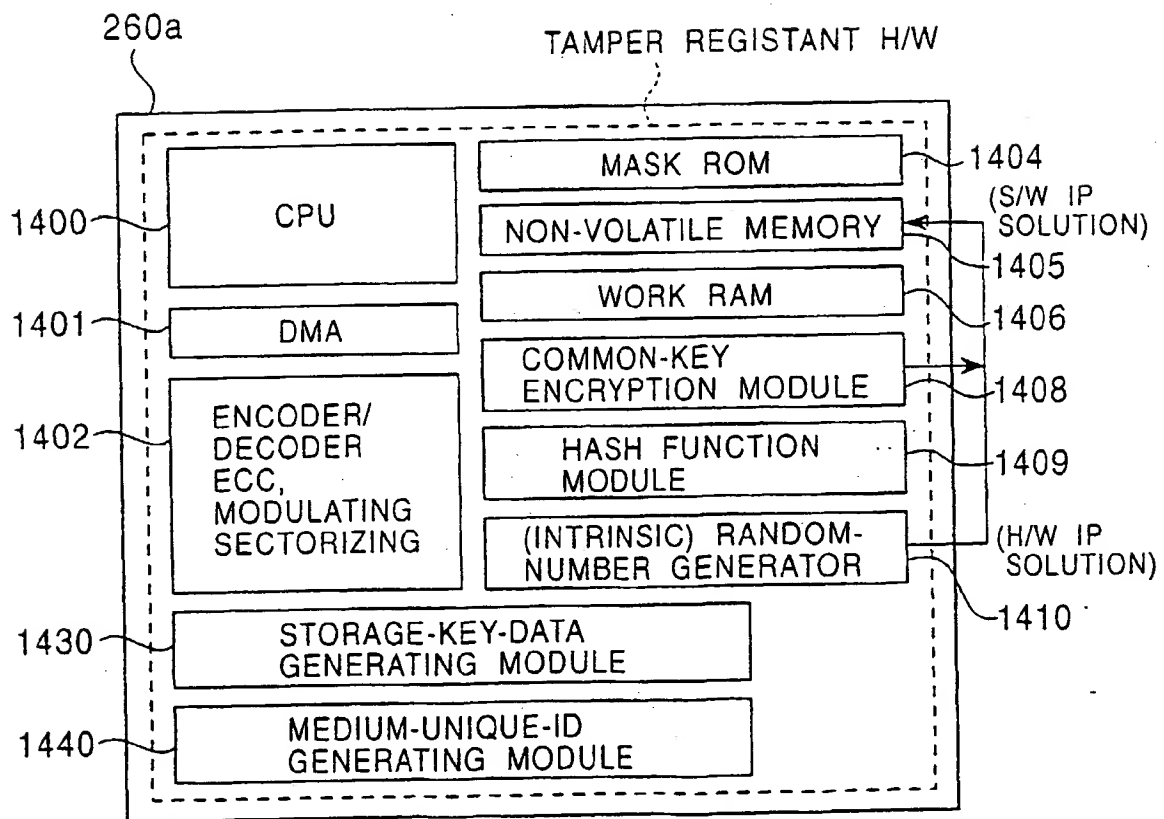 260a
TAMPER REGISTANT H/W
1400
CPU
1401
DMA
1402
ENCODER/
DECODER
ECC,
MODULATING
SECTORIZING
MASK ROM
1404
(S/W IP
SOLUTION)
NON-VOLATILE MEMORY
1405
WORK RAM
1406
COMMON-KEY
ENCRYPTION MODULE
1408
HASH FUNCTION
MODULE
1409
(INTRINSIC) RANDOM-
NUMBER GENERATOR
(H/W IP
SOLUTION)
1410
1430
STORAGE-KEY-DATA
GENERATING MODULE
1440
MEDIUM-UNIQUE-ID
GENERATING MODULE